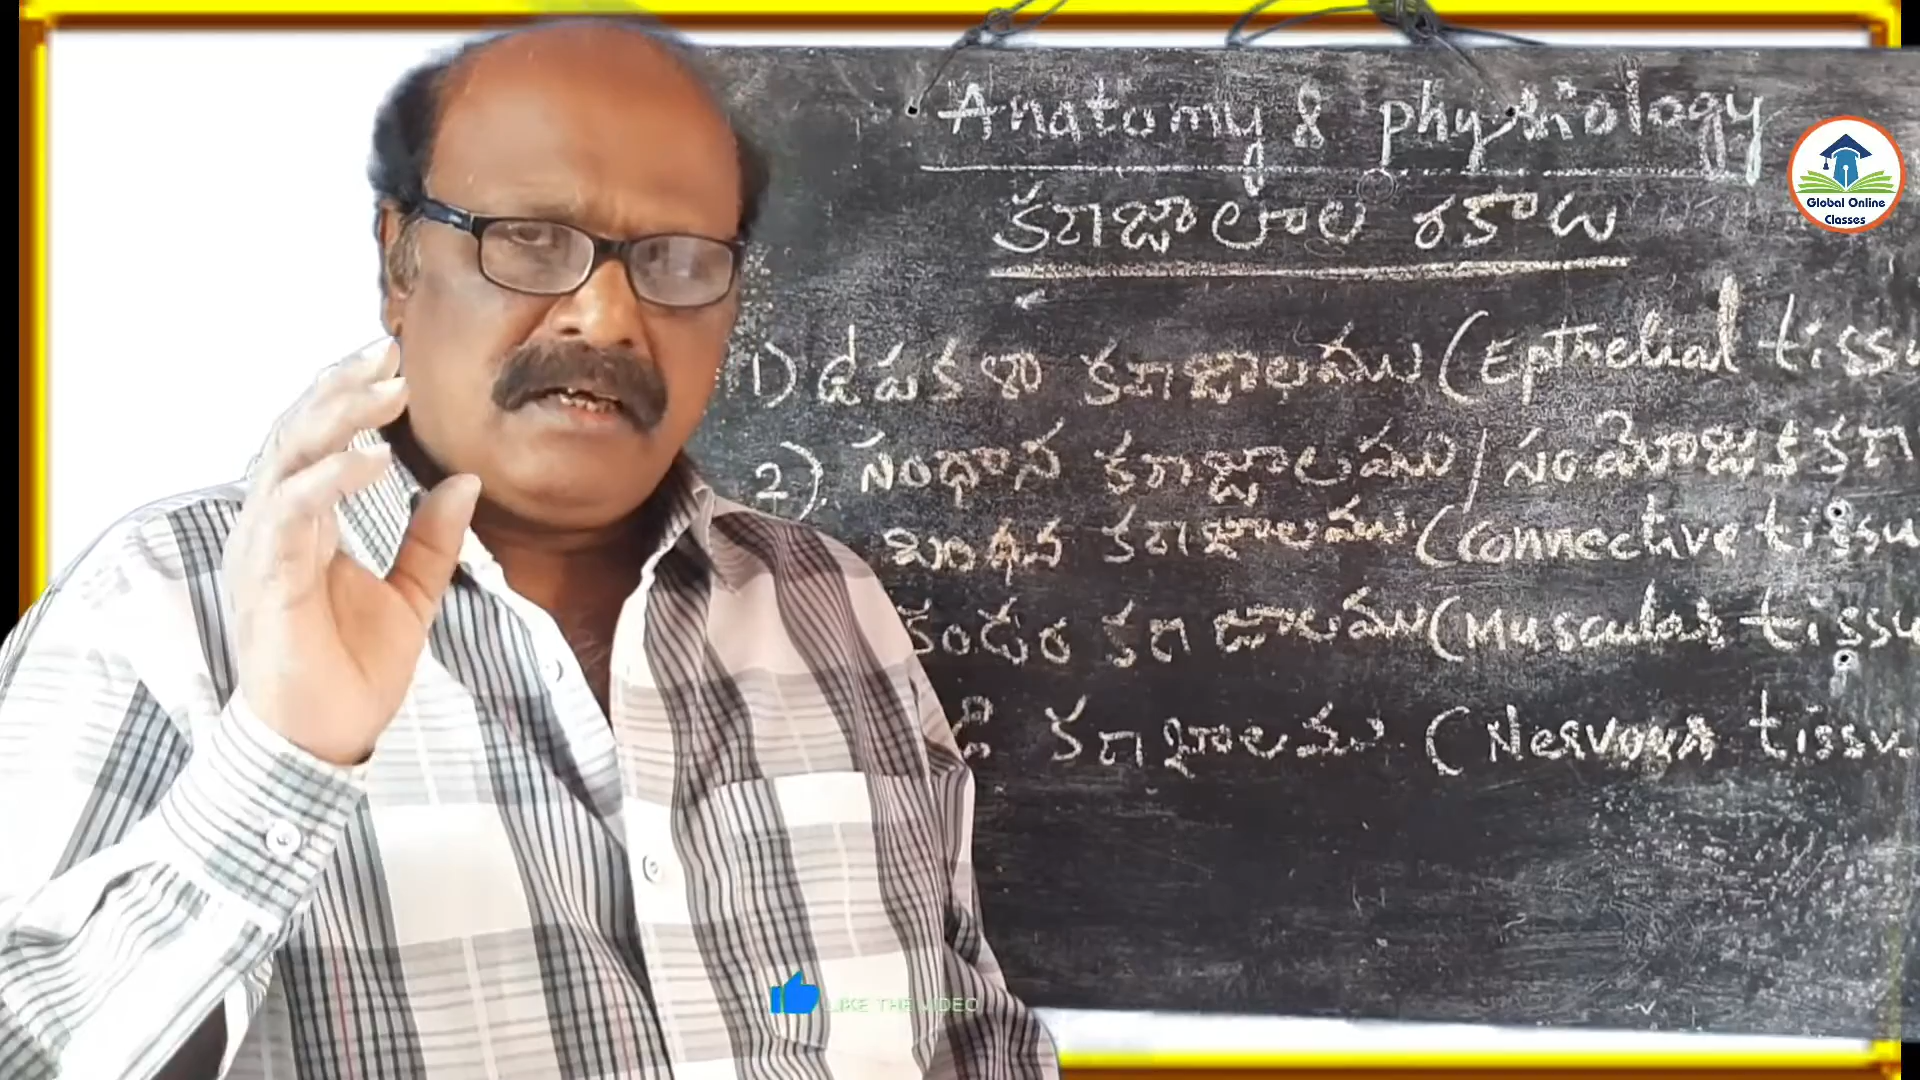 Anatomy & physiology
కణజాలాల రకాలు
1) ఉపకళా కణజాలము (Epithelial tissu
2). సంధాన కణజాలము / సంయోజక కణ
బంధన కణజాలము (Connective tissu
కండర కణజాలము (Muscular tissu
డీ కణజాలము (Nervous tissu
Global Online
Classes
LIKE THE VIDEO